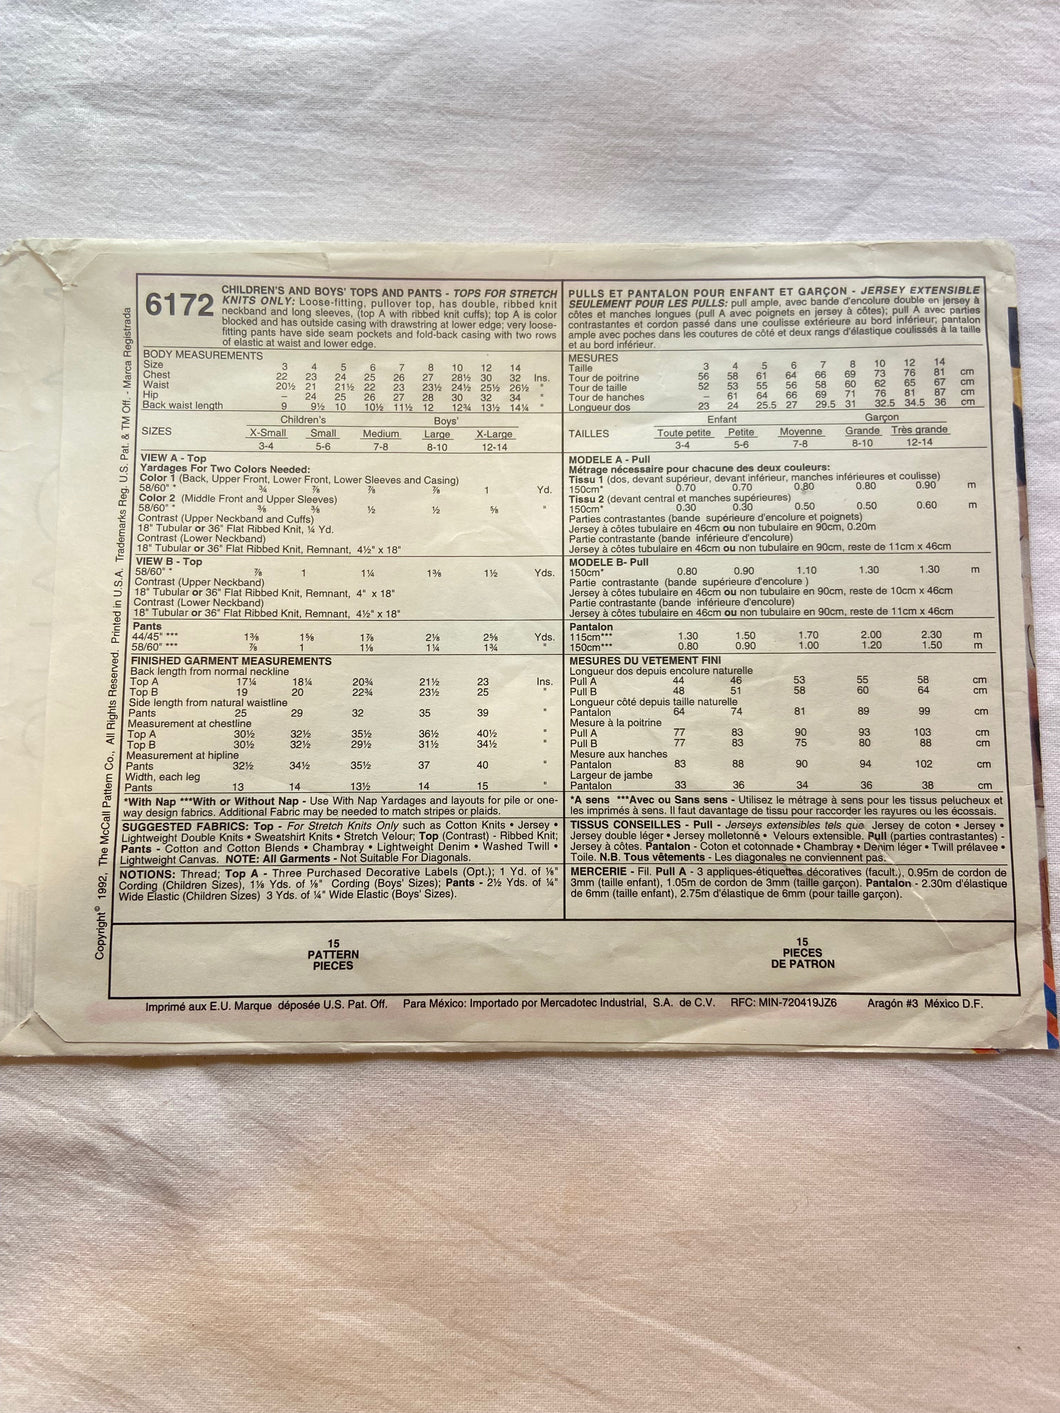 Copyright© 1992, The McCall Pattern Co., All Rights Reserved. Printed in U.S.A. Trademarks Reg. U.S. Pat. & TM Off. - Marca Registrada
6172
CHILDREN'S AND BOYS' TOPS AND PANTS - TOPS FOR STRETCH
KNITS ONLY: Loose-fitting, pullover top, has double, ribbed knit
neckband and long sleeves, (top A with ribbed knit cuffs); top A is color
blocked and has outside casing with drawstring at lower edge; very loose-
fitting pants have side seam pockets and fold-back casing with two rows
of elastic at waist and lower edge.
BODY MEASUREMENTS
Size 3 4 5 6 7 8 10 12 14
Chest 22 23 24 25 26 27 28½ 30 32 Ins.
Waist 20½ 21 21½ 22 23 23½ 24½ 25½ 26½ "
Hip – 24 25 26 27 28 30 32 34 "
Back waist length 9 9½ 10 10½ 11½ 12 12¾ 13½ 14¼ "
Children's Boys'
SIZES X-Small Small Medium Large X-Large
3-4 5-6 7-8 8-10 12-14
VIEW A - Top
Yardages For Two Colors Needed:
Color 1 (Back, Upper Front, Lower Front, Lower Sleeves and Casing)
58/60" * ¾ ⅞ ⅞ ⅞ 1 Yd.
Color 2 (Middle Front and Upper Sleeves)
58/60" * ⅜ ⅜ ½ ½ ⅝ "
Contrast (Upper Neckband and Cuffs)
18" Tubular or 36" Flat Ribbed Knit, ¼ Yd.
Contrast (Lower Neckband)
18" Tubular or 36" Flat Ribbed Knit, Remnant, 4½" x 18"
VIEW B - Top
58/60" * ⅞ 1 1¼ 1⅜ 1½ Yds.
Contrast (Upper Neckband)
18" Tubular or 36" Flat Ribbed Knit, Remnant, 4" x 18"
Contrast (Lower Neckband)
18" Tubular or 36" Flat Ribbed Knit, Remnant, 4½" x 18"
Pants
44/45" *** 1⅜ 1⅝ 1⅞ 2⅛ 2⅝ Yds.
58/60" *** ⅞ 1 1⅛ 1¼ 1¾ "
FINISHED GARMENT MEASUREMENTS
Back length from normal neckline
Top A 17¼ 18¼ 20¾ 21½ 23 Ins.
Top B 19 20 22¾ 23½ 25 "
Side length from natural waistline
Pants 25 29 32 35 39 "
Measurement at chestline
Top A 30½ 32½ 35½ 36½ 40½ "
Top B 30½ 32½ 29½ 31½ 34½ "
Measurement at hipline
Pants 32½ 34½ 35½ 37 40 "
Width, each leg
Pants 13 14 13½ 14 15 "
*With Nap ***With or Without Nap - Use With Nap Yardages and layouts for pile or one-
way design fabrics. Additional Fabric may be needed to match stripes or plaids.
SUGGESTED FABRICS: Top - For Stretch Knits Only such as Cotton Knits • Jersey •
Lightweight Double Knits • Sweatshirt Knits • Stretch Velour; Top (Contrast) - Ribbed Knit;
Pants - Cotton and Cotton Blends • Chambray • Lightweight Denim • Washed Twill •
Lightweight Canvas. NOTE: All Garments - Not Suitable For Diagonals.
NOTIONS: Thread; Top A - Three Purchased Decorative Labels (Opt.); 1 Yd. of ⅛"
Cording (Children Sizes), 1⅛ Yds. of ⅛" Cording (Boys' Sizes); Pants - 2½ Yds. of ¼"
Wide Elastic (Children Sizes) 3 Yds. of ¼" Wide Elastic (Boys' Sizes).
15
PATTERN
PIECES
PULLS ET PANTALON POUR ENFANT ET GARÇON - JERSEY EXTENSIBLE
SEULEMENT POUR LES PULLS: pull ample, avec bande d'encolure double en jersey à
côtes et manches longues (pull A avec poignets en jersey à côtes); pull A avec parties
contrastantes et cordon passé dans une coulisse extérieure au bord inférieur; pantalon
ample avec poches dans les coutures de côté et deux rangs d'élastique coulissés à la taille
et au bord inférieur.
MESURES
Taille 3 4 5 6 7 8 10 12 14
Tour de poitrine 56 58 61 64 66 69 73 76 81 cm
Tour de taille 52 53 55 56 58 60 62 65 67 cm
Tour de hanches – 61 64 66 69 71 76 81 87 cm
Longueur dos 23 24 25.5 27 29.5 31 32.5 34.5 36 cm
Enfant Garçon
TAILLES Toute petite Petite Moyenne Grande Très grande
3-4 5-6 7-8 8-10 12-14
MODELE A - Pull
Métrage nécessaire pour chacune des deux couleurs:
Tissu 1 (dos, devant supérieur, devant inférieur, manches inférieures et coulisse)
150cm* 0.70 0.70 0.80 0.80 0.90 m
Tissu 2 (devant central et manches supérieures)
150cm* 0.30 0.30 0.50 0.50 0.60 m
Parties contrastantes (bande supérieure d'encolure et poignets)
Jersey à côtes tubulaire en 46cm ou non tubulaire en 90cm, 0.20m
Partie contrastante (bande inférieure d'encolure)
Jersey à côtes tubulaire en 46cm ou non tubulaire en 90cm, reste de 11cm x 46cm
MODELE B- Pull
150cm* 0.80 0.90 1.10 1.30 1.30 m
Partie contrastante (bande supérieure d'encolure )
Jersey à côtes tubulaire en 46cm ou non tubulaire en 90cm, reste de 10cm x 46cm
Partie contrastante (bande inférieure d'encolure)
Jersey à côtes tubulaire en 46cm ou non tubulaire en 90cm, reste de 11cm x 46cm
Pantalon
115cm*** 1.30 1.50 1.70 2.00 2.30 m
150cm*** 0.80 0.90 1.00 1.20 1.50 m
MESURES DU VETEMENT FINI
Longueur dos depuis encolure naturelle
Pull A 44 46 53 55 58 cm
Pull B 48 51 58 60 64 cm
Longueur côté depuis taille naturelle
Pantalon 64 74 81 89 99 cm
Mesure à la poitrine
Pull A 77 83 90 93 103 cm
Pull B 77 83 75 80 88 cm
Mesure aux hanches
Pantalon 83 88 90 94 102 cm
Largeur de jambe
Pantalon 33 36 34 36 38 cm
*A sens ***Avec ou Sans sens - Utilisez le métrage à sens pour les tissus pelucheux et
les imprimés à sens. Il faut davantage de tissu pour raccorder les rayures ou les écossais.
TISSUS CONSEILLES - Pull - Jerseys extensibles tels que Jersey de coton • Jersey •
Jersey double léger • Jersey molletonné • Velours extensible. Pull (parties contrastantes) -
Jersey à côtes. Pantalon - Coton et cotonnade • Chambray • Denim léger • Twill prélavée •
Toile. N.B. Tous vêtements - Les diagonales ne conviennent pas.
MERCERIE - Fil. Pull A - 3 appliques-étiquettes décoratives (facult.), 0.95m de cordon de
3mm (taille enfant), 1.05m de cordon de 3mm (taille garçon). Pantalon - 2.30m d'élastique
de 6mm (taille enfant), 2.75m d'élastique de 6mm (pour taille garçon).
15
PIECES
DE PATRON
Imprimé aux E.U. Marque déposée U.S. Pat. Off. Para México: Importado por Mercadotec Industrial, S.A. de C.V. RFC: MIN-720419JZ6 Aragón #3 México D.F.